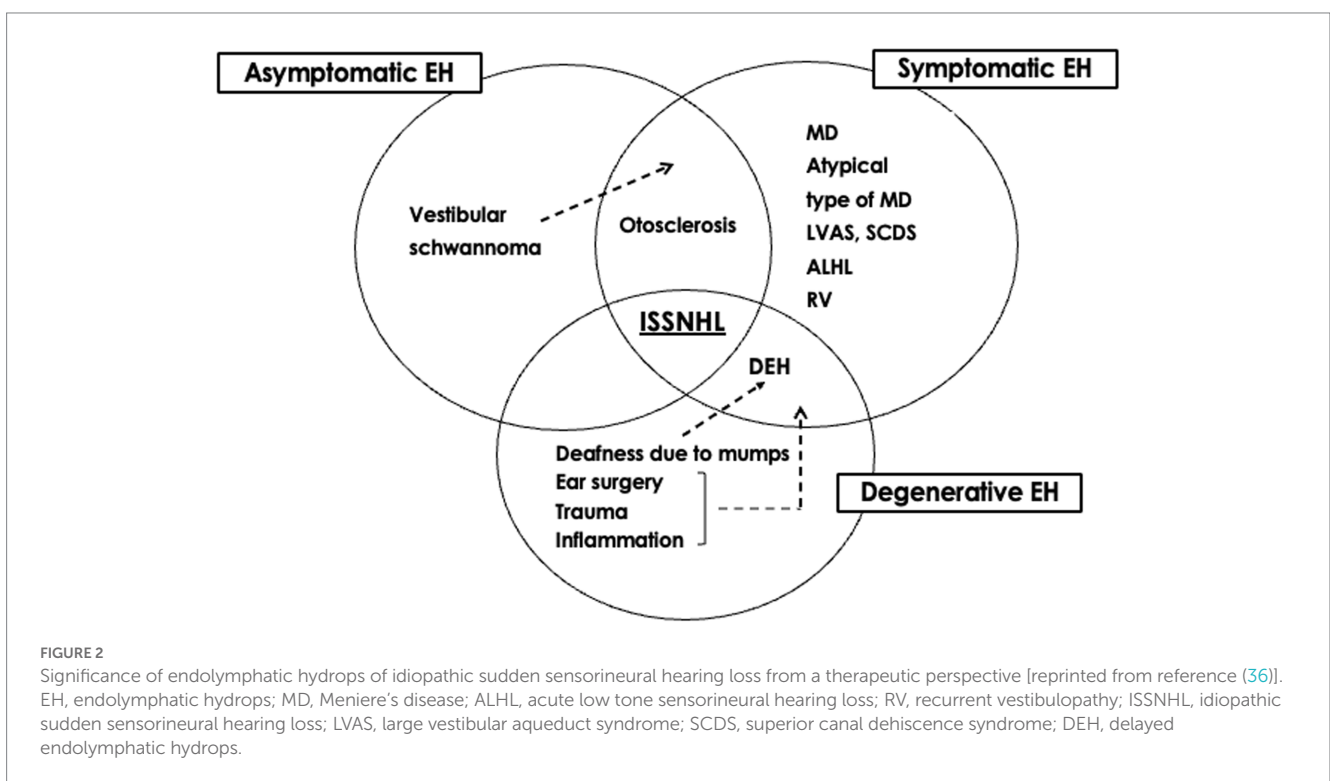 Asymptomatic EH
Symptomatic EH
MD
Atypical
type of MD
LVAS, SCDS
ALHL
RV
Vestibular
schwannoma
Otosclerosis
ISSNHL
DEH
Deafness due to mumps
Ear surgery
Trauma
Inflammation
Degenerative EH
FIGURE 2
Significance of endolymphatic hydrops of idiopathic sudden sensorineural hearing loss from a therapeutic perspective [reprinted from reference (36)].
EH, endolymphatic hydrops; MD, Meniere's disease; ALHL, acute low tone sensorineural hearing loss; RV, recurrent vestibulopathy; ISSNHL, idiopathic
sudden sensorineural hearing loss; LVAS, large vestibular aqueduct syndrome; SCDS, superior canal dehiscence syndrome; DEH, delayed
endolymphatic hydrops.